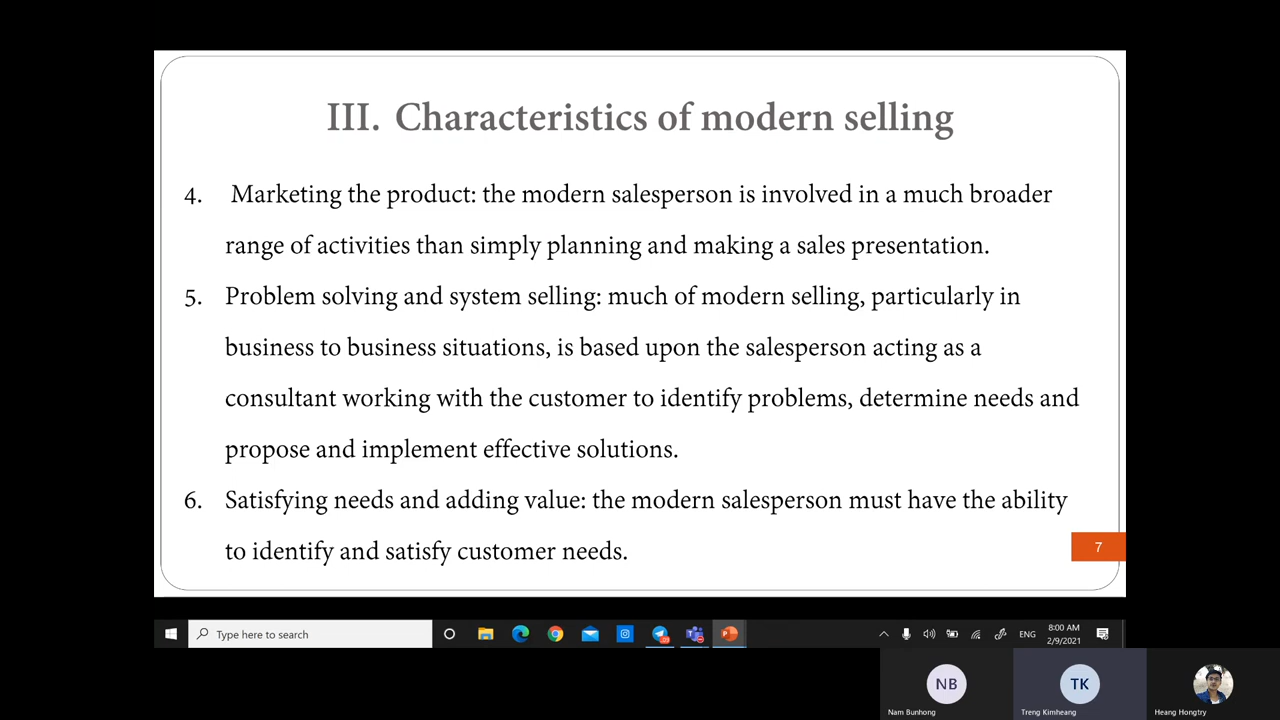 III. Characteristics of modern selling
4. Marketing the product: the modern salesperson is involved in a much broader
range of activities than simply planning and making a sales presentation.
5. Problem solving and system selling: much of modern selling, particularly in
business to business situations, is based upon the salesperson acting as a
consultant working with the customer to identify problems, determine needs and
propose and implement effective solutions.
6. Satisfying needs and adding value: the modern salesperson must have the ability
to identify and satisfy customer needs.
7
Type here to search
ENG
8:00 AM
2/9/2021
NB
TK
Nam Bunhong
Treng Kimheang
Heang Hongtry